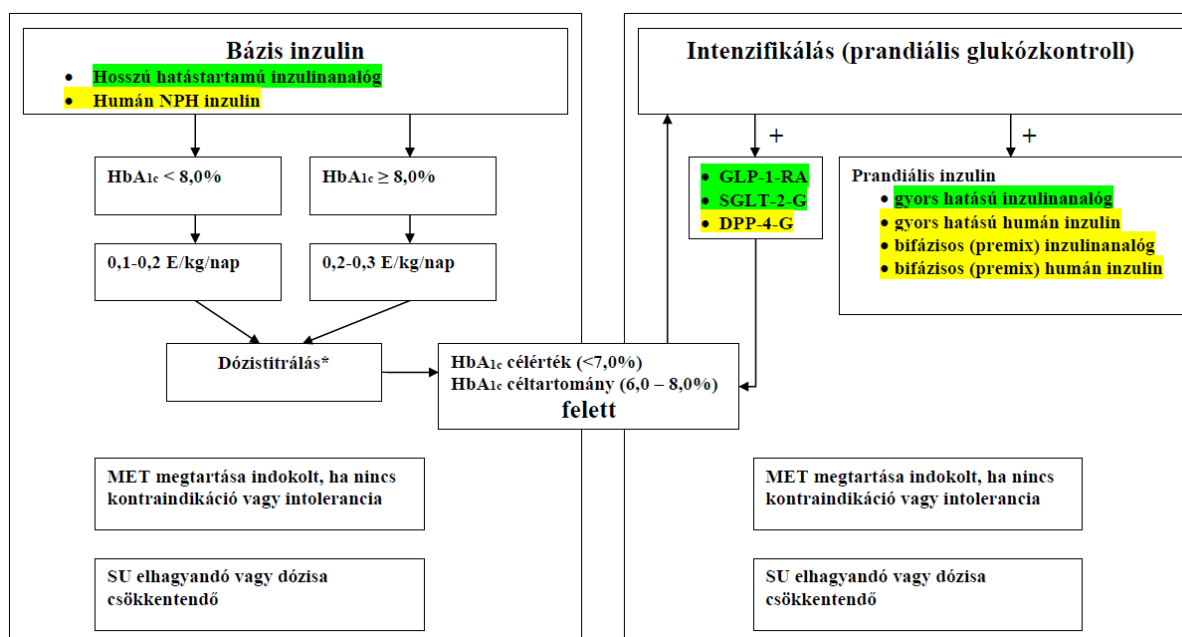 Bázis inzulin
• Hosszú hatástartamú inzulinanalóg
• Humán NPH inzulin
HbA1c < 8,0%
HbA1c ≥ 8,0%
0,1-0,2 E/kg/nap
0,2-0,3 E/kg/nap
Dózistitrálás*
HbA1c célérték (<7,0%)
HbA1c céltartomány (6,0 – 8,0%)
felett
MET megtartása indokolt, ha nincs
kontraindikáció vagy intolerancia
SU elhagyandó vagy dózisa
csökkentendő
Intenzifikálás (prandiális glukózkontroll)
+
+
• GLP-1-RA
• SGLT-2-G
• DPP-4-G
Prandiális inzulin
• gyors hatású inzulinanalóg
• gyors hatású humán inzulin
• bifázisos (premix) inzulinanalóg
• bifázisos (premix) humán inzulin
MET megtartása indokolt, ha nincs
kontraindikáció vagy intolerancia
SU elhagyandó vagy dózisa
csökkentendő